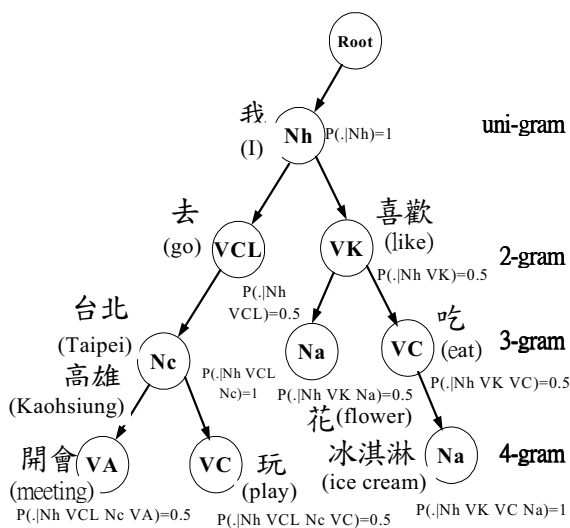 Root
我
(I)
Nh
P(.|Nh)=1
uni-gram
去
(go)
VCL
P(.|Nh
VCL)=0.5
VK
喜歡
(like)
P(.|Nh VK)=0.5
2-gram
台北
(Taipei)
高雄
(Kaohsiung)
Nc
P(.|Nh VCL
Nc)=1
Na
P(.|Nh VK Na)=0.5
花(flower)
VC
吃
(eat)
P(.|Nh VK VC)=0.5
3-gram
開會
(meeting)
VA
P(.|Nh VCL Nc VA)=0.5
VC
玩
(play)
P(.|Nh VCL Nc VC)=0.5
冰淇淋
(ice cream)
Na
P(.|Nh VK VC Na)=1
4-gram